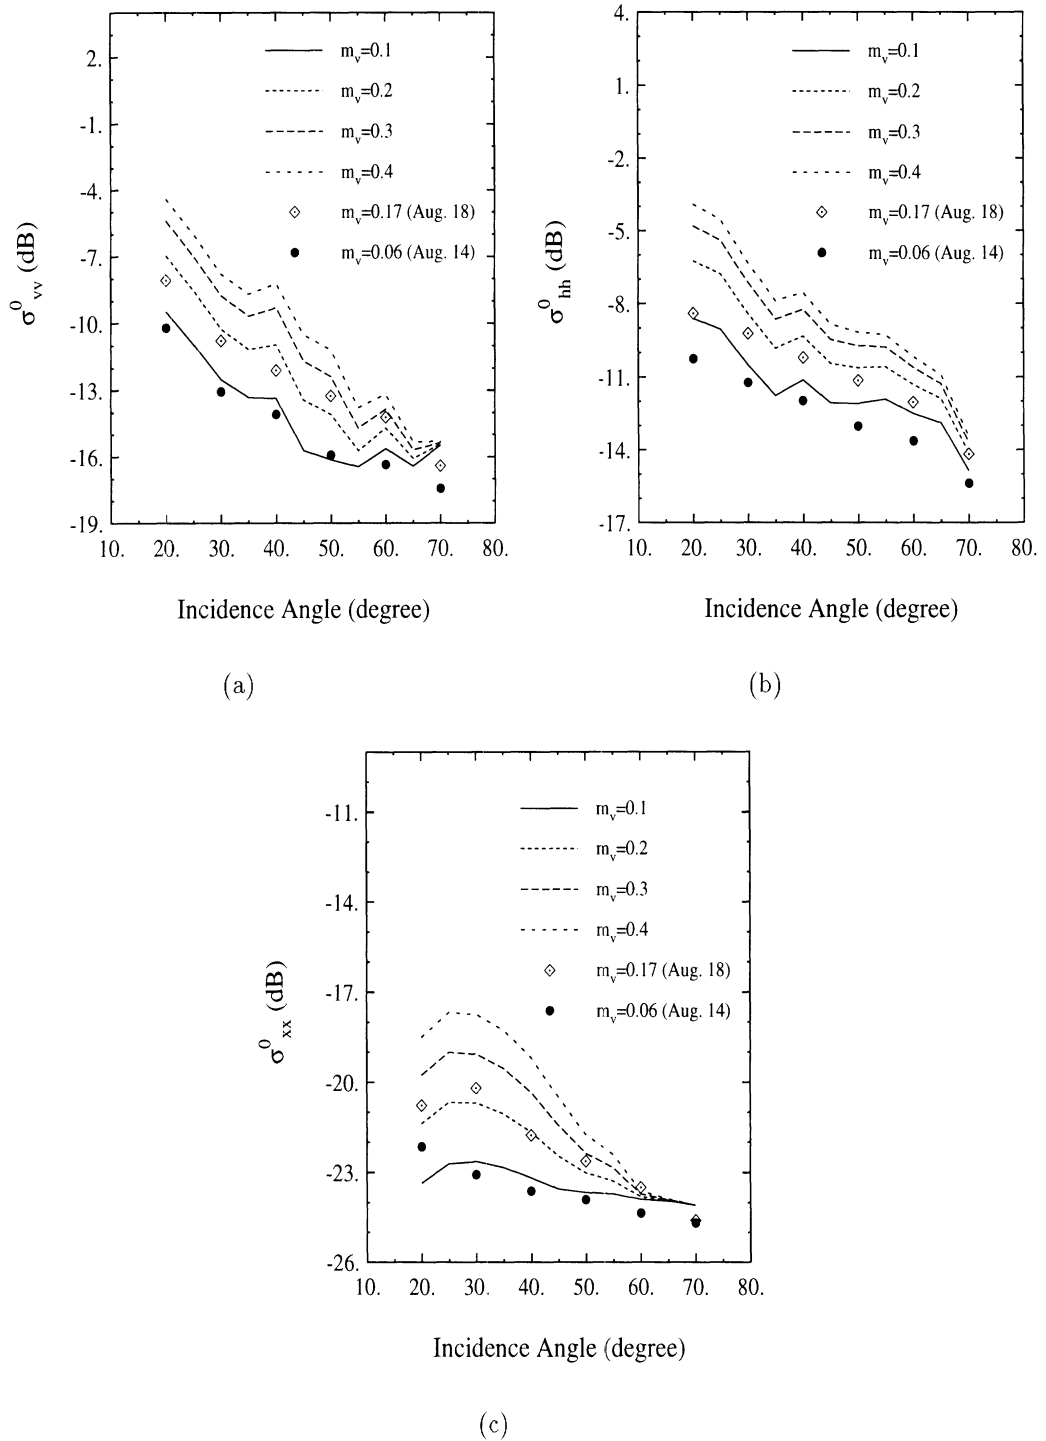 2.
-1.
-4.
-7.
-10.
-13.
-16.
-19.
10. 20. 30. 40. 50. 60. 70. 80.
σ⁰vv (dB)
mv=0.1
mv=0.2
mv=0.3
mv=0.4
mv=0.17 (Aug. 18)
mv=0.06 (Aug. 14)
Incidence Angle (degree)
(a)
4.
1.
-2.
-5.
-8.
-11.
-14.
-17.
10. 20. 30. 40. 50. 60. 70. 80.
σ⁰hh (dB)
mv=0.1
mv=0.2
mv=0.3
mv=0.4
mv=0.17 (Aug. 18)
mv=0.06 (Aug. 14)
Incidence Angle (degree)
(b)
-11.
-14.
-17.
-20.
-23.
-26.
10. 20. 30. 40. 50. 60. 70. 80.
σ⁰xx (dB)
mv=0.1
mv=0.2
mv=0.3
mv=0.4
mv=0.17 (Aug. 18)
mv=0.06 (Aug. 14)
Incidence Angle (degree)
(c)